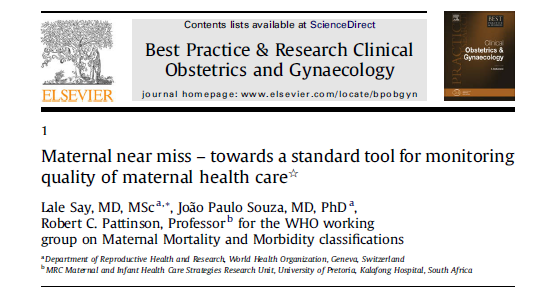 Contents lists available at ScienceDirect
Best Practice & Research Clinical
Obstetrics and Gynaecology
journal homepage: www.elsevier.com/locate/bpobgyn
ELSEVIER
BEST
PRACTICE
Clinical
Obstetrics &
Gynaecology
1
Maternal near miss – towards a standard tool for monitoring
quality of maternal health care☆
Lale Say, MD, MSc a,*, João Paulo Souza, MD, PhD a,
Robert C. Pattinson, Professor b for the WHO working
group on Maternal Mortality and Morbidity classifications
a Department of Reproductive Health and Research, World Health Organization, Geneva, Switzerland
b MRC Maternal and Infant Health Care Strategies Research Unit, University of Pretoria, Kalafong Hospital, South Africa